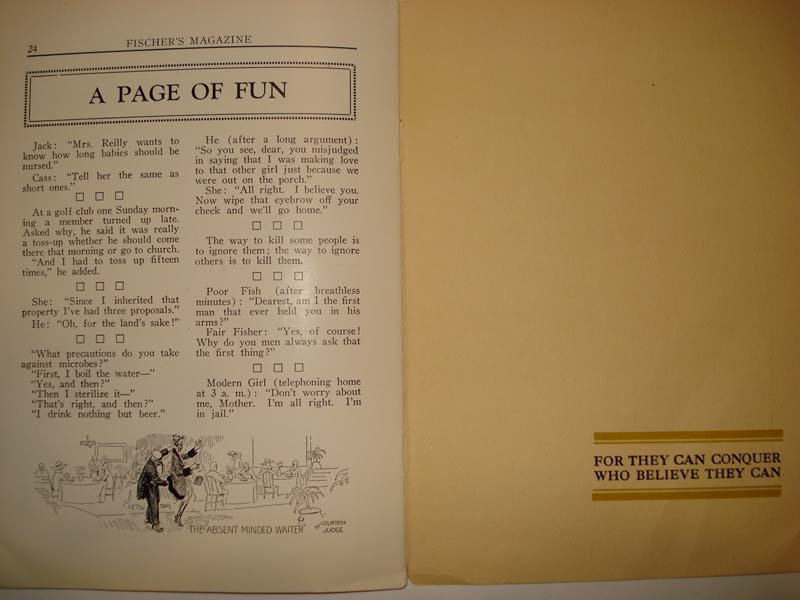 24
FISCHER'S MAGAZINE
A PAGE OF FUN
Jack: "Mrs. Reilly wants to
know how long babies should be
nursed."
Cass: "Tell her the same as
short ones."
At a golf club one Sunday morn-
ing a member turned up late.
Asked why, he said it was really
a toss-up whether he should come
there that morning or go to church.
"And I had to toss up fifteen
times," he added.
She: "Since I inherited that
property I've had three proposals."
He: "Oh, for the land's sake!"
"What precautions do you take
against microbes?"
"First, I boil the water—"
"Yes, and then?"
"Then I sterilize it—"
"That's right, and then?"
"I drink nothing but beer."
He (after a long argument):
"So you see, dear, you misjudged
in saying that I was making love
to that other girl just because we
were out on the porch."
She: "All right. I believe you.
Now wipe that eyebrow off your
cheek and we'll go home."
The way to kill some people is
to ignore them; the way to ignore
others is to kill them.
Poor Fish (after breathless
minutes): "Dearest, am I the first
man that ever held you in his
arms?"
Fair Fisher: "Yes, of course!
Why do you men always ask that
the first thing?"
Modern Girl (telephoning home
at 3 a. m.): "Don't worry about
me, Mother. I'm all right. I'm
in jail."
"THE ABSENT MINDED WAITER"
COURTESY
of JUDGE.
FOR THEY CAN CONQUER
WHO BELIEVE THEY CAN